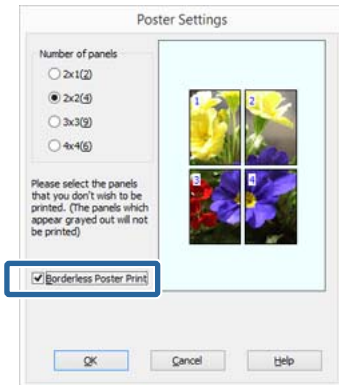 Poster Settings
Number of panels
2x1(2)
2x2(4)
3x3(9)
4x4(6)
1
2
3
4
Please select the panels
that you don't wish to be
printed. (The panels which
appear grayed out will not
be printed)
Borderless Poster Print
OK
Cancel
Help